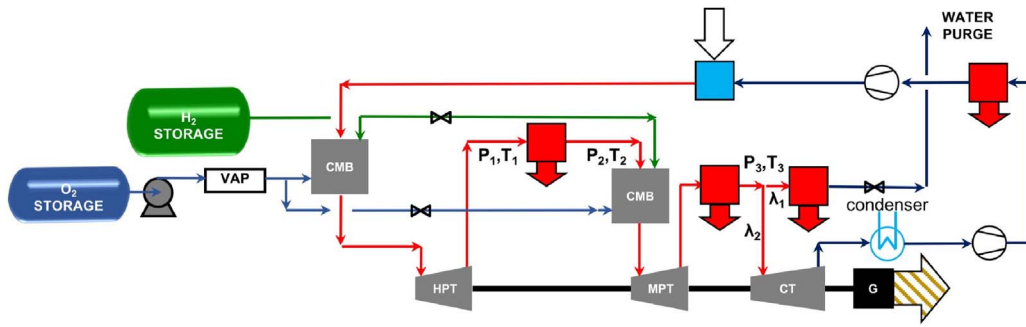 WATER
PURGE
H₂
STORAGE
CMB
P₁,T₁
P₂,T₂
P₃,T₃
O₂
STORAGE
VAP
CMB
λ₁
condenser
λ₂
HPT
MPT
CT
G